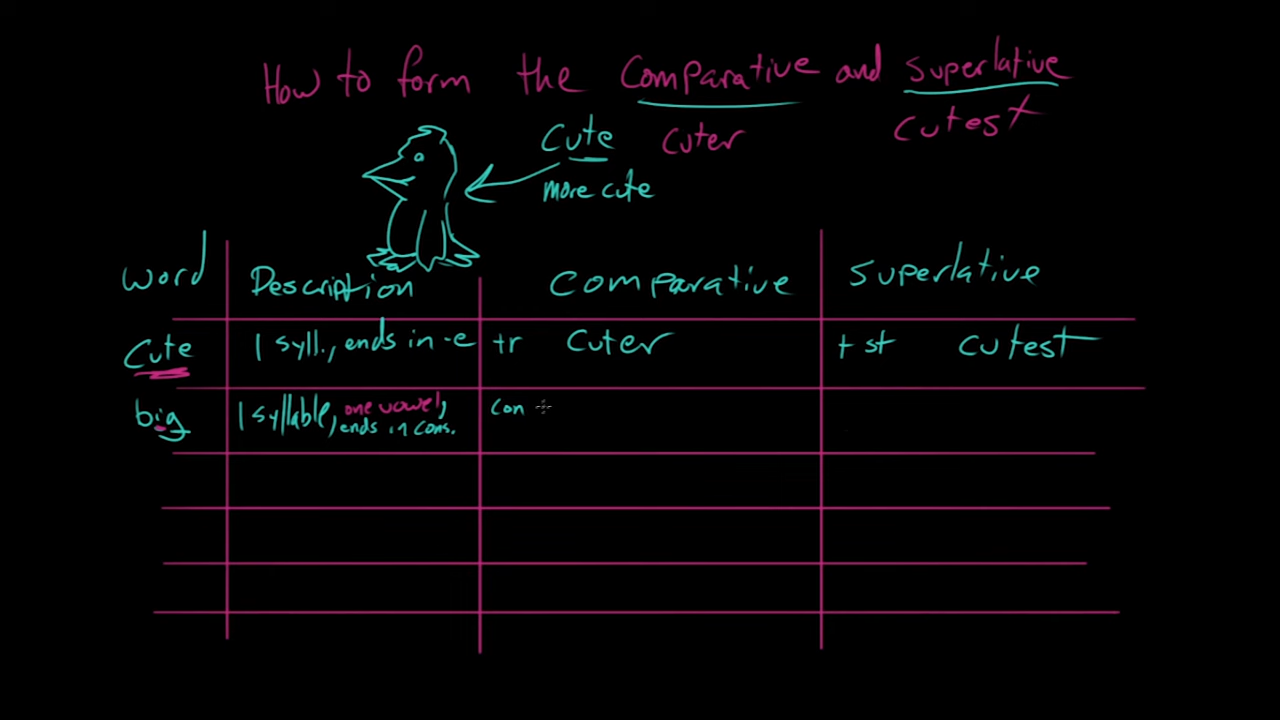 How to form the Comparative and superlative
Cute cuter cutest
more cute
word Description Comparative superlative
Cute 1 syll., ends in -e +r Cuter + st cutest
big 1 syllable, one vowel, con
ends in cons.